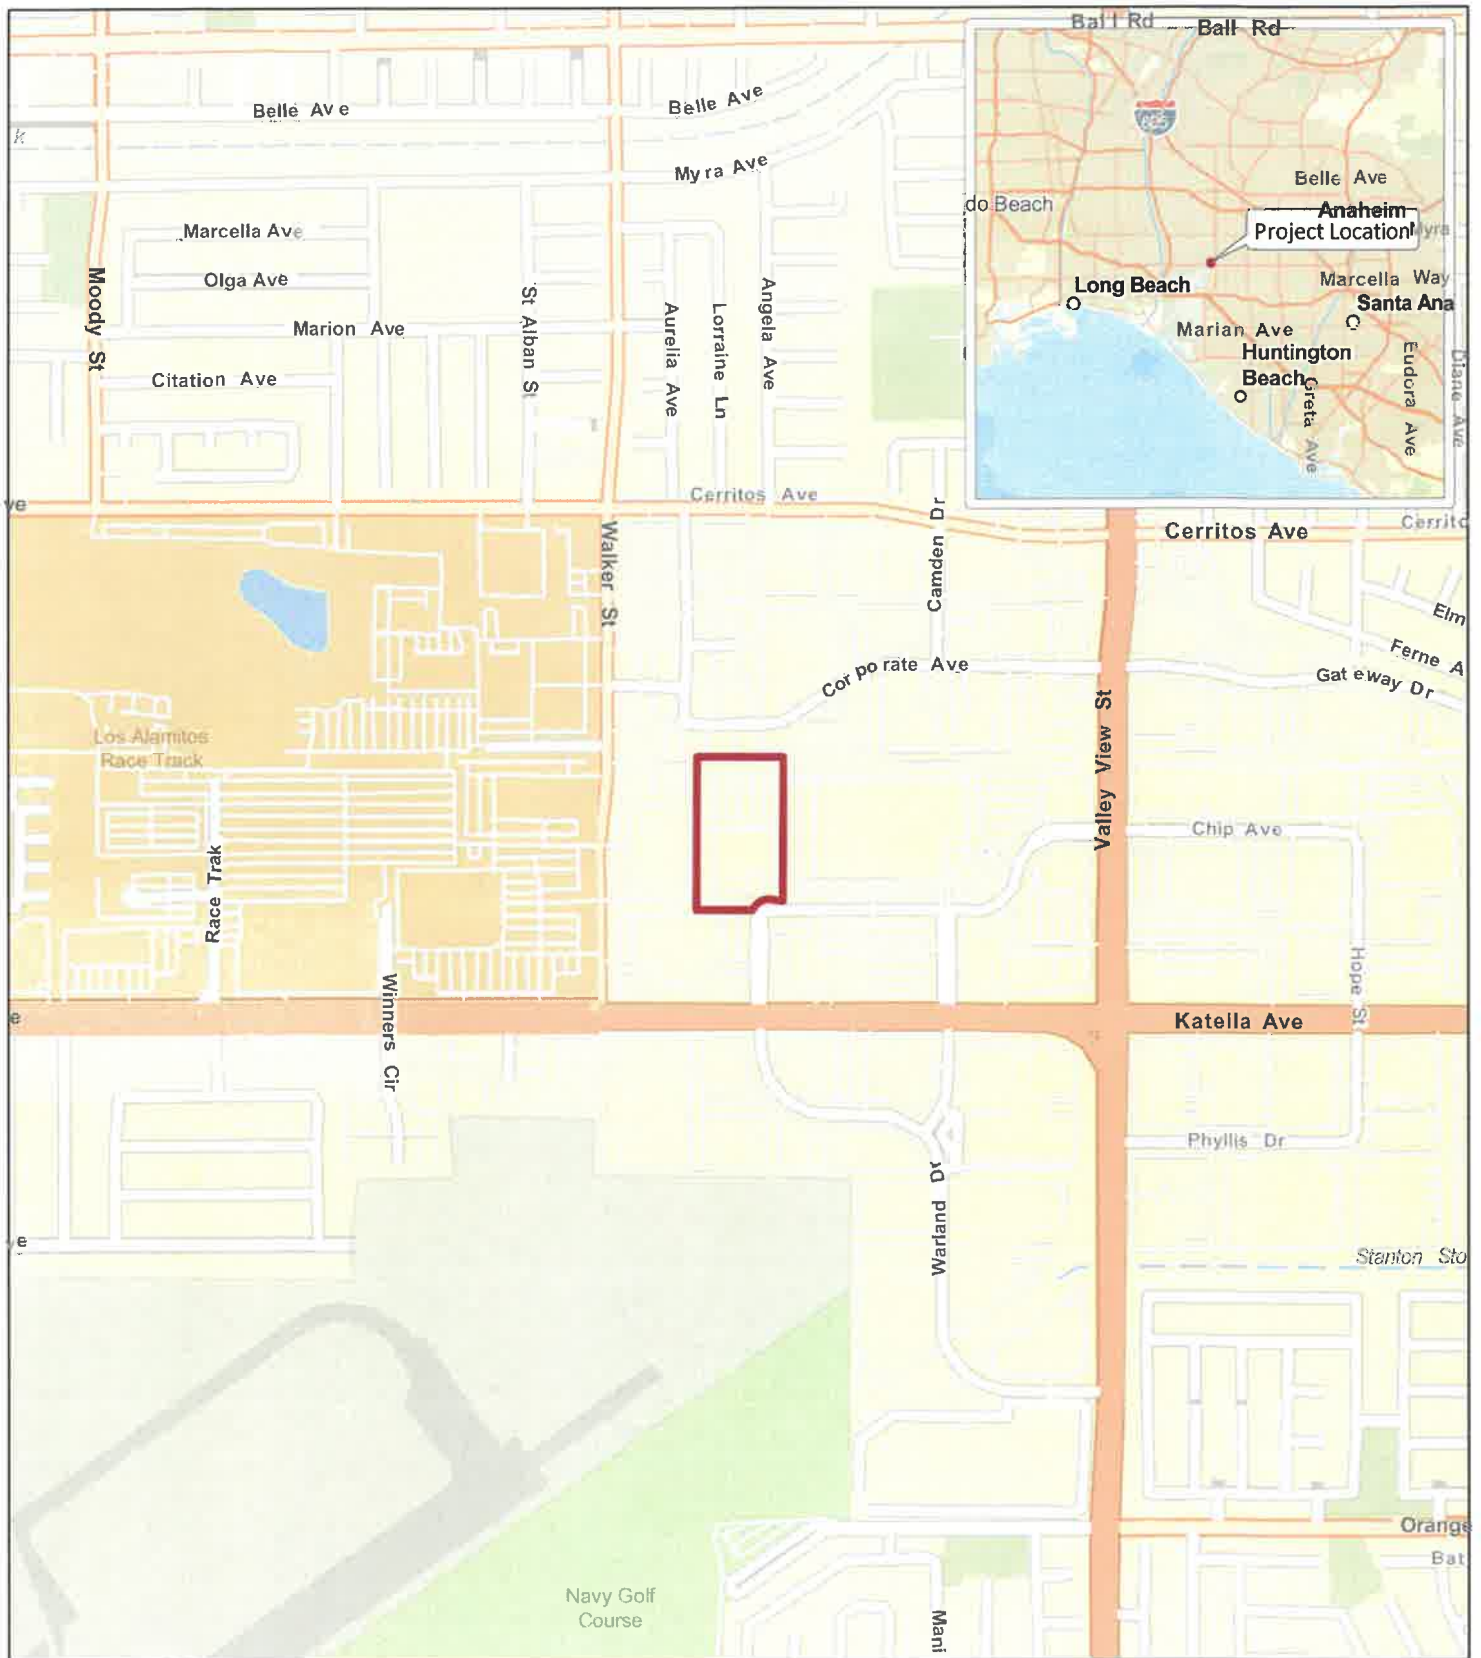 Ball Rd
Ball Rd
Belle Ave
Belle Ave
k
Myra Ave
Belle Ave
do Beach
Anaheim
Project Location
Myra
Marcella Ave
Olga Ave
Marcella Way
Long Beach
Santa Ana
Moody St
St Alban St
Aurelia Ave
Lorraine Ln
Angela Ave
Marion Ave
Marian Ave
Huntington
Beach
Greta Ave
Eudora Ave
Diane Ave
Citation Ave
ve
Cerritos Ave
Cerritos Ave
Cerrito
Walker St
Camden Dr
Elm
Ferne A
Corporate Ave
Gateway Dr
Valley View St
Los Alamitos
Race Track
Chip Ave
Race Trak
Winners Cir
Hope St
e
Katella Ave
Phyllis Dr
Warland Dr
ve
Stanton Sto
Orange
Bat
Navy Golf
Course
Mani